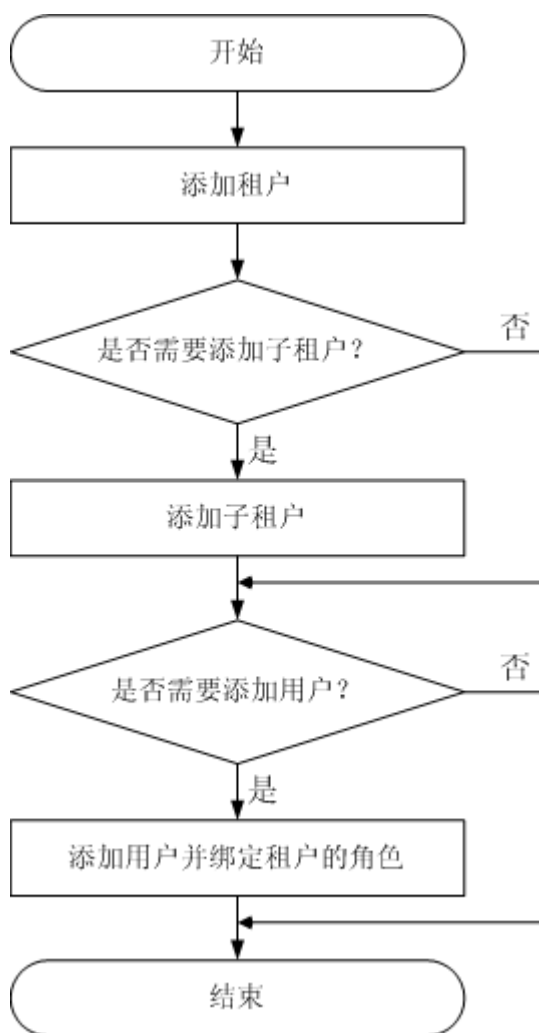 开始
添加租户
是否需要添加子租户？
否
是
添加子租户
是否需要添加用户？
否
是
添加用户并绑定租户的角色
结束